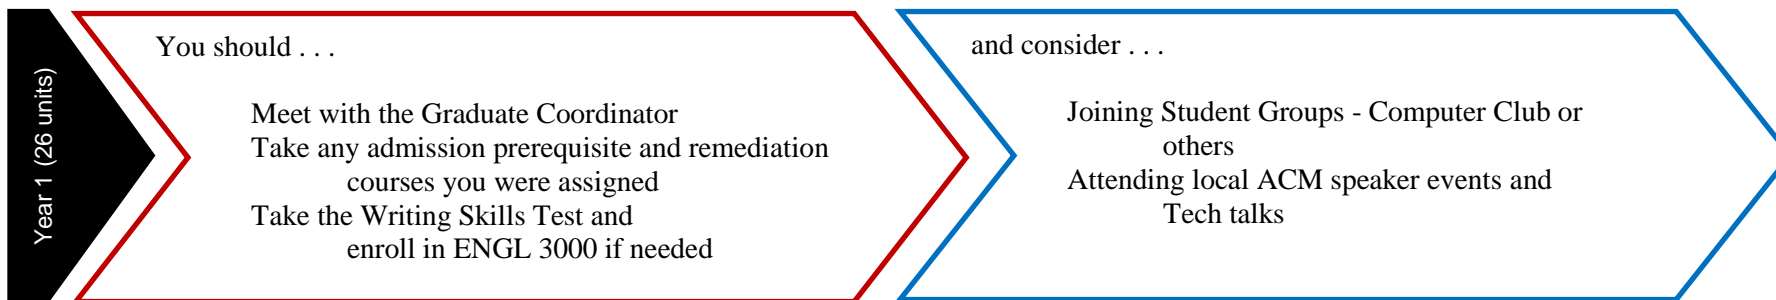 Year 1 (26 units)
You should . . .
Meet with the Graduate Coordinator
Take any admission prerequisite and remediation
courses you were assigned
Take the Writing Skills Test and
enroll in ENGL 3000 if needed
and consider . . .
Joining Student Groups - Computer Club or
others
Attending local ACM speaker events and
Tech talks